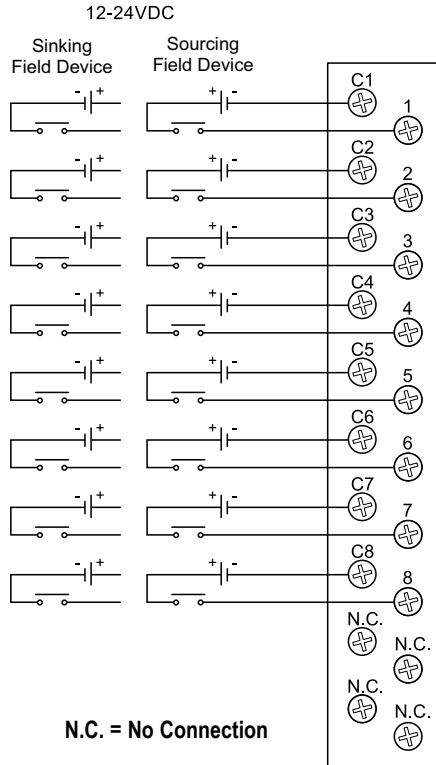 12-24VDC
Sinking
Field Device
Sourcing
Field Device
C1
1
- + + -
C2
2
- + + -
C3
3
- + + -
C4
4
- + + -
C5
5
- + + -
C6
6
- + + -
C7
7
- + + -
C8
8
- + + -
N.C.
N.C.
N.C.
N.C.
N.C. = No Connection